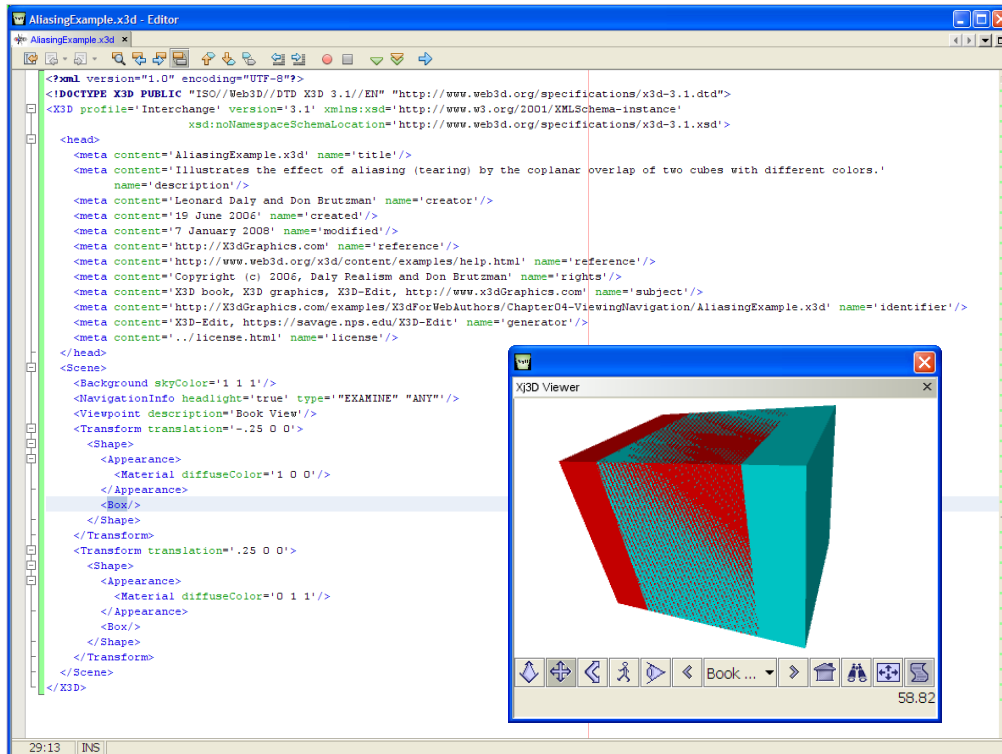 AliasingExample.x3d - Editor
AliasingExample.x3d
<?xml version="1.0" encoding="UTF-8"?>
<!DOCTYPE X3D PUBLIC "ISO//Web3D//DTD X3D 3.1//EN" "http://www.web3d.org/specifications/x3d-3.1.dtd">
<X3D profile='Interchange' version='3.1' xmlns:xsd='http://www.w3.org/2001/XMLSchema-instance'
xsd:noNamespaceSchemaLocation='http://www.web3d.org/specifications/x3d-3.1.xsd'>
<head>
<meta content='AliasingExample.x3d' name='title'/>
<meta content='Illustrates the effect of aliasing (tearing) by the coplanar overlap of two cubes with different colors.'
name='description'/>
<meta content='Leonard Daly and Don Brutzman' name='creator'/>
<meta content='19 June 2006' name='created'/>
<meta content='7 January 2008' name='modified'/>
<meta content='http://X3dGraphics.com' name='reference'/>
<meta content='http://www.web3d.org/x3d/content/examples/help.html' name='reference'/>
<meta content='Copyright (c) 2006, Daly Realism and Don Brutzman' name='rights'/>
<meta content='X3D book, X3D graphics, X3D-Edit, http://www.x3dGraphics.com' name='subject'/>
<meta content='http://X3dGraphics.com/examples/X3dForWebAuthors/Chapter04-ViewingNavigation/AliasingExample.x3d' name='identifier'/>
<meta content='X3D-Edit, https://savage.nps.edu/X3D-Edit' name='generator'/>
<meta content='../license.html' name='license'/>
</head>
<Scene>
<Background skyColor='1 1 1'/>
<NavigationInfo headlight='true' type='"EXAMINE" "ANY"'/>
<Viewpoint description='Book View'/>
<Transform translation='-.25 0 0'>
<Shape>
<Appearance>
<Material diffuseColor='1 0 0'/>
</Appearance>
<Box/>
</Shape>
</Transform>
<Transform translation='.25 0 0'>
<Shape>
<Appearance>
<Material diffuseColor='0 1 1'/>
</Appearance>
<Box/>
</Shape>
</Transform>
</Scene>
</X3D>
Xj3D Viewer
Book ...
58.82
29:13 INS